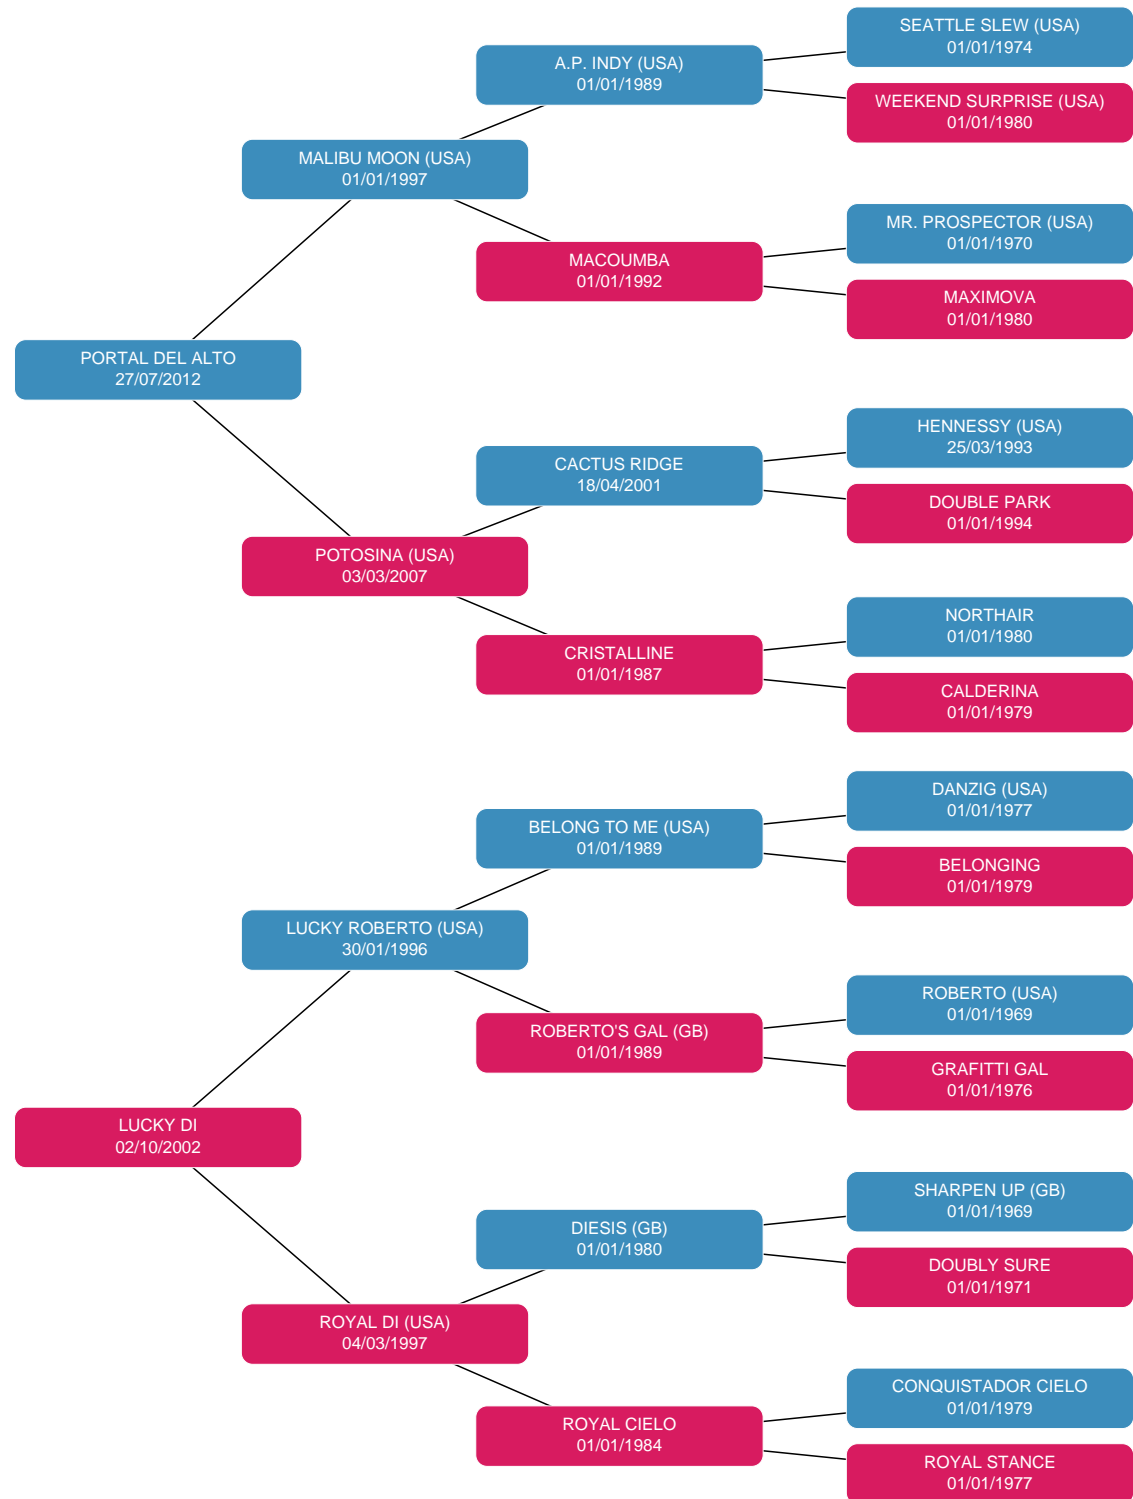 SEATTLE SLEW (USA)
01/01/1974
A.P. INDY (USA)
01/01/1989
WEEKEND SURPRISE (USA)
01/01/1980
MALIBU MOON (USA)
01/01/1997
MR. PROSPECTOR (USA)
01/01/1970
MACOUMBA
01/01/1992
MAXIMOVA
01/01/1980
PORTAL DEL ALTO
27/07/2012
HENNESSY (USA)
25/03/1993
CACTUS RIDGE
18/04/2001
DOUBLE PARK
01/01/1994
POTOSINA (USA)
03/03/2007
NORTHAIR
01/01/1980
CRISTALLINE
01/01/1987
CALDERINA
01/01/1979
DANZIG (USA)
01/01/1977
BELONG TO ME (USA)
01/01/1989
BELONGING
01/01/1979
LUCKY ROBERTO (USA)
30/01/1996
ROBERTO (USA)
01/01/1969
ROBERTO'S GAL (GB)
01/01/1989
GRAFITTI GAL
01/01/1976
LUCKY DI
02/10/2002
SHARPEN UP (GB)
01/01/1969
DIESIS (GB)
01/01/1980
DOUBLY SURE
01/01/1971
ROYAL DI (USA)
04/03/1997
CONQUISTADOR CIELO
01/01/1979
ROYAL CIELO
01/01/1984
ROYAL STANCE
01/01/1977